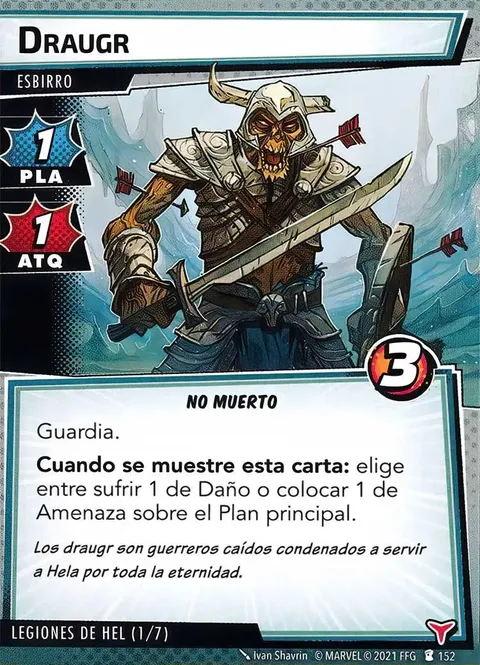 DRAUGR
ESBIRRO
1
PLA
1
ATQ
3
NO MUERTO
Guardia.
Cuando se muestre esta carta: elige
entre sufrir 1 de Daño o colocar 1 de
Amenaza sobre el Plan principal.
Los draugr son guerreros caídos condenados a servir
a Hela por toda la eternidad.
LEGIONES DE HEL (1/7)
Ivan Shavrin © MARVEL © 2021 FFG 152